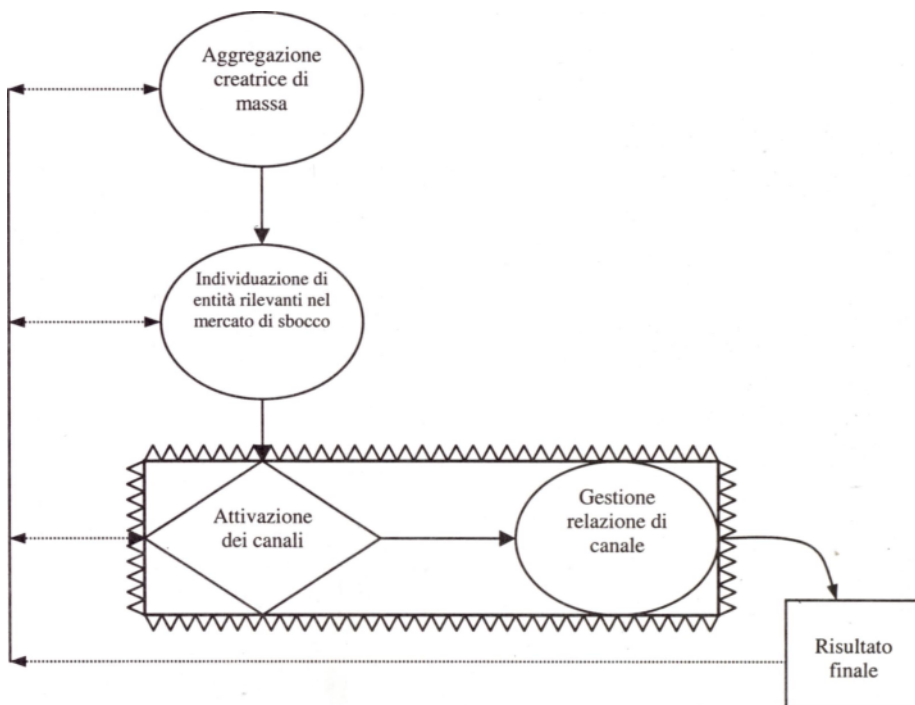 Aggregazione
creatrice di
massa
Individuazione di
entità rilevanti nel
mercato di sbocco
Attivazione
dei canali
Gestione
relazione di
canale
Risultato
finale